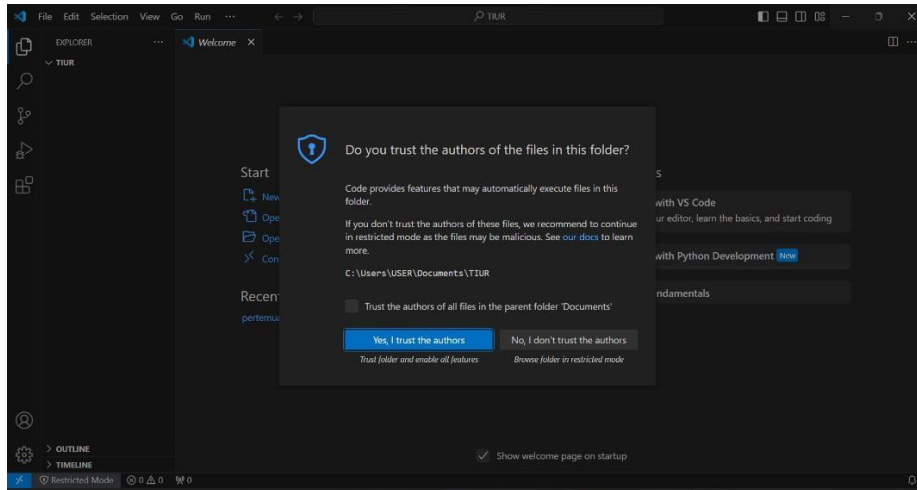 File Edit Selection View Go Run ··· TIUR
EXPLORER ··· Welcome
TIUR
Do you trust the authors of the files in this folder?
Start
s
Code provides features that may automatically execute files in this
folder.
New
with VS Code
Ope
ur editor, learn the basics, and start coding
If you don't trust the authors of these files, we recommend to continue
in restricted mode as the files may be malicious. See our docs to learn
more.
Ope
Con
with Python Development New
C:\Users\USER\Documents\TIUR
Recen
ndamentals
Trust the authors of all files in the parent folder 'Documents'
pertemua
Yes, I trust the authors No, I don't trust the authors
Trust folder and enable all features Browse folder in restricted mode
OUTLINE
Show welcome page on startup
TIMELINE
Restricted Mode 0 0 0